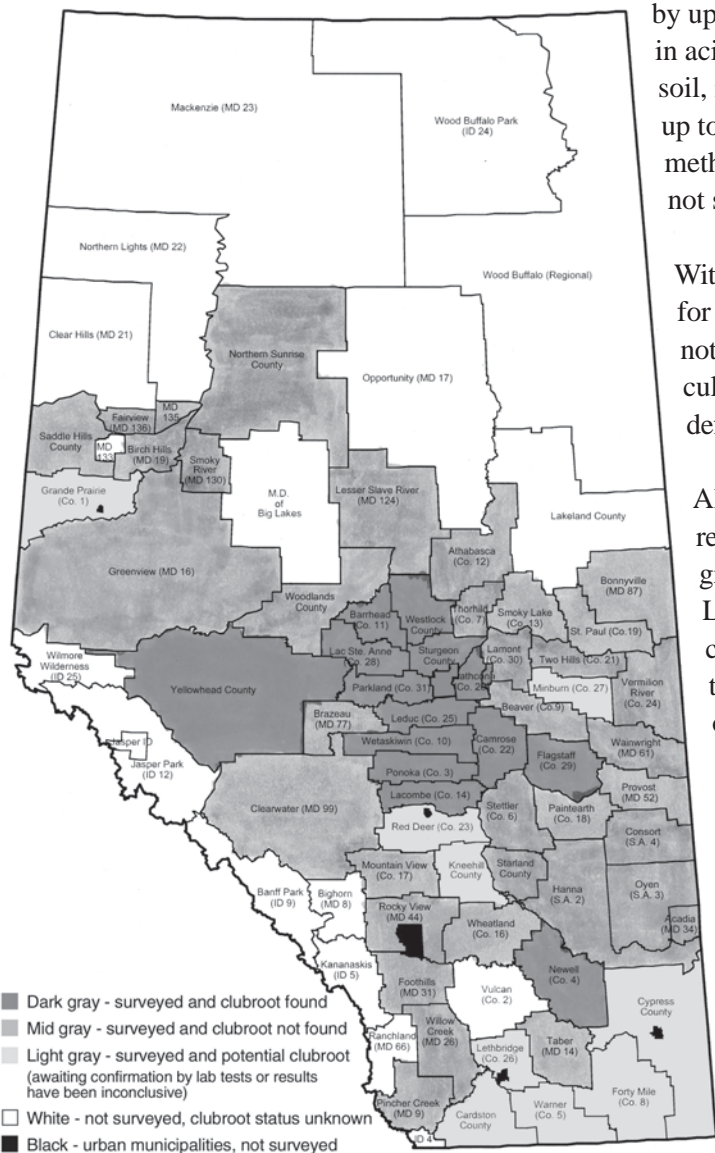 by up
in aci
soil,
up to
meth
not s
Wit
for
not
cul
de
Al
re
g
L
c
t
Mackenzie (MD 23)
Wood Buffalo Park
(ID 24)
Northern Lights (MD 22)
Wood Buffalo (Regional)
Clear Hills (MD 21)
Northern Sunrise
County
Opportunity (MD 17)
MD
135
Fairview
(MD 136)
Saddle Hills
County
MD
133
Birch Hills
(MD 19)
Smoky
River
(MD 130)
Grande Prairie
(Co. 1)
M.D.
of
Big Lakes
Lesser Slave River
(MD 124)
Lakeland County
Athabasca
(Co. 12)
Greenview (MD 16)
Bonnyville
(MD 87)
Woodlands
County
Barrhead
(Co. 11)
Westlock
County
Thorhild
(Co. 7)
Smoky Lake
(Co. 13)
St. Paul (Co.19)
Wilmore
Wilderness
(ID 25)
Lac Ste. Anne
(Co. 28)
Sturgeon
County
Lamont
(Co. 30)
Two Hills (Co. 21)
Yellowhead County
Parkland (Co. 31)
Minburn (Co. 27)
Vermilion
River
(Co. 24)
Brazeau
(MD 77)
Leduc (Co. 25)
Beaver (Co.9)
Jasper ID
Wetaskiwin (Co. 10)
Camrose
(Co. 22)
Flagstaff
(Co. 29)
Wainwright
(MD 61)
Jasper Park
(ID 12)
Ponoka (Co. 3)
Provost
(MD 52)
Lacombe (Co. 14)
Clearwater (MD 99)
Stettler
(Co. 6)
Paintearth
(Co. 18)
Red Deer (Co. 23)
Consort
(S.A. 4)
Mountain View
(Co. 17)
Kneehill
County
Starland
County
Banff Park
(ID 9)
Bighorn
(MD 8)
Hanna
(S.A. 2)
Oyen
(S.A. 3)
Rocky View
(MD 44)
Wheatland
(Co. 16)
Acadia
(MD 34)
Kananaskis
(ID 5)
Newell
(Co. 4)
Foothills
(MD 31)
Vulcan
(Co. 2)
Cypress
County
Ranchland
(MD 66)
Willow
Creek
(MD 26)
Lethbridge
(Co. 26)
Taber
(MD 14)
Forty Mile
(Co. 8)
Pincher Creek
(MD 9)
Cardston
County
Warner
(Co. 5)
ID 4
Dark gray - surveyed and clubroot found
Mid gray - surveyed and clubroot not found
Light gray - surveyed and potential clubroot
(awaiting confirmation by lab tests or results
have been inconclusive)
White - not surveyed, clubroot status unknown
Black - urban municipalities, not surveyed